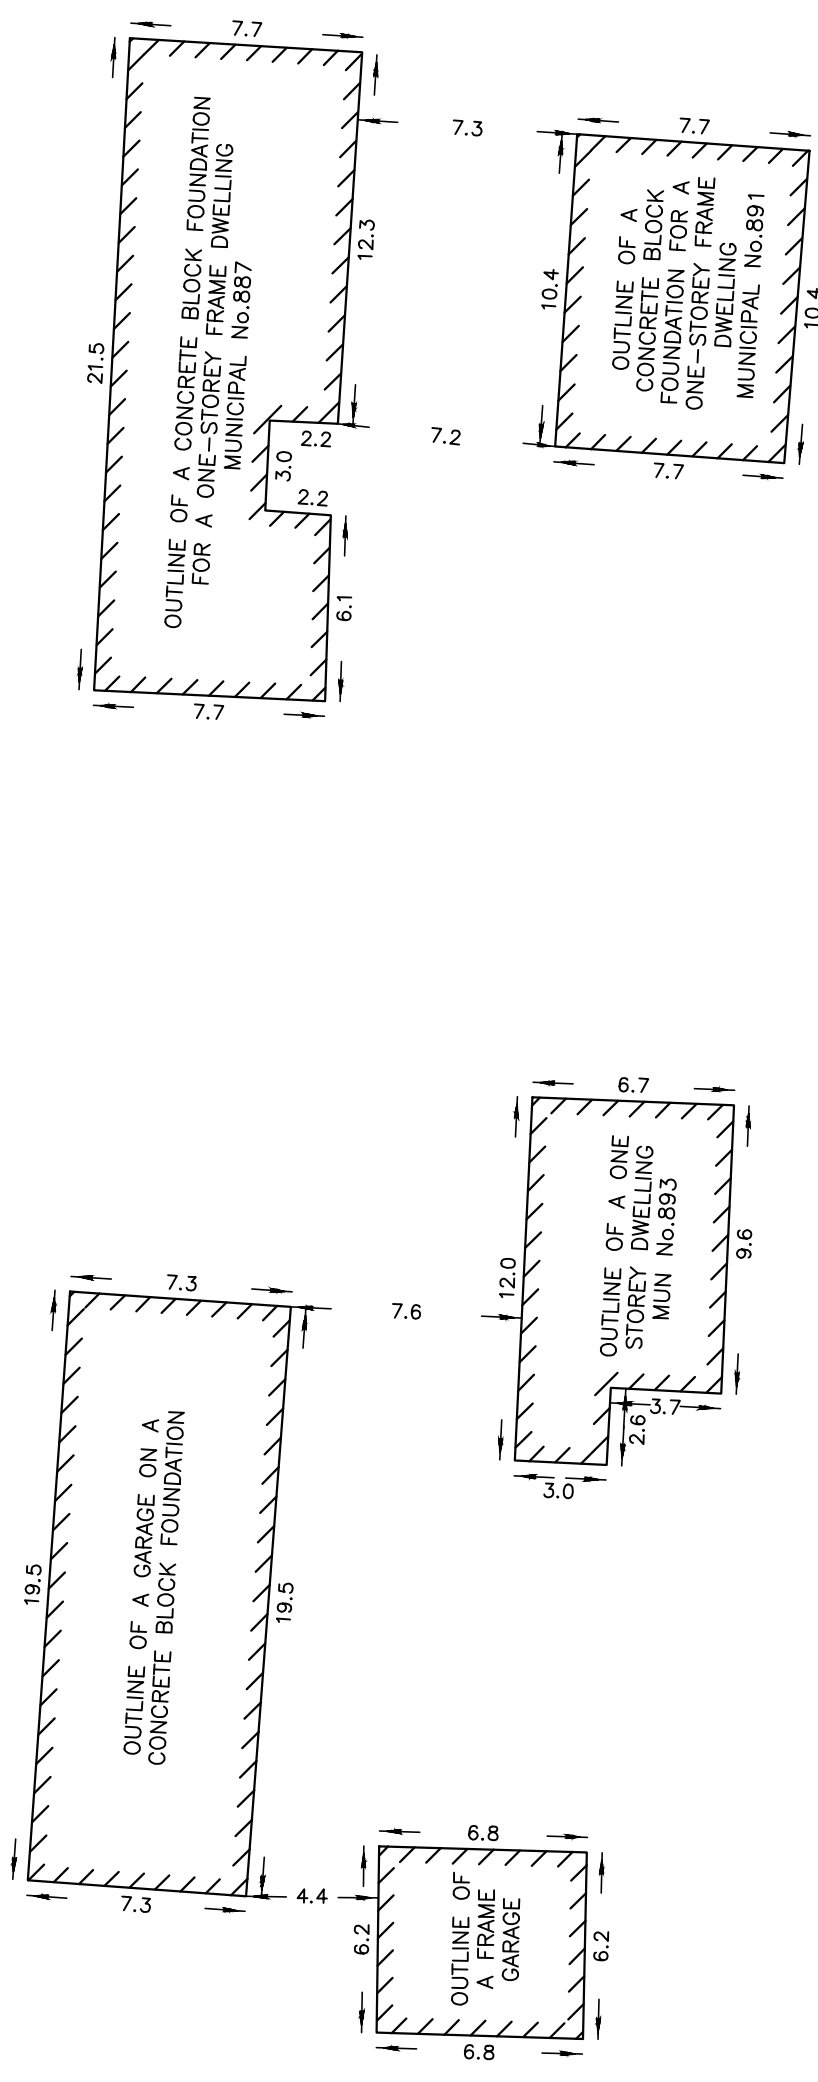 7.7
7.3
7.7
12.3
21.5
OUTLINE OF A CONCRETE BLOCK FOUNDATION
FOR A ONE-STOREY FRAME DWELLING
MUNICIPAL No.887
10.4
OUTLINE OF A
CONCRETE BLOCK
FOUNDATION FOR A
ONE-STOREY FRAME
DWELLING
MUNICIPAL No.891
10.4
2.2
7.2
3.0
2.2
7.7
6.1
7.7
6.7
12.0
OUTLINE OF A ONE
STOREY DWELLING
MUN No.893
9.6
7.3
7.6
3.7
2.6
3.0
19.5
OUTLINE OF A GARAGE ON A
CONCRETE BLOCK FOUNDATION
19.5
6.8
7.3
4.4
6.2
OUTLINE OF
A FRAME
GARAGE
6.2
6.8